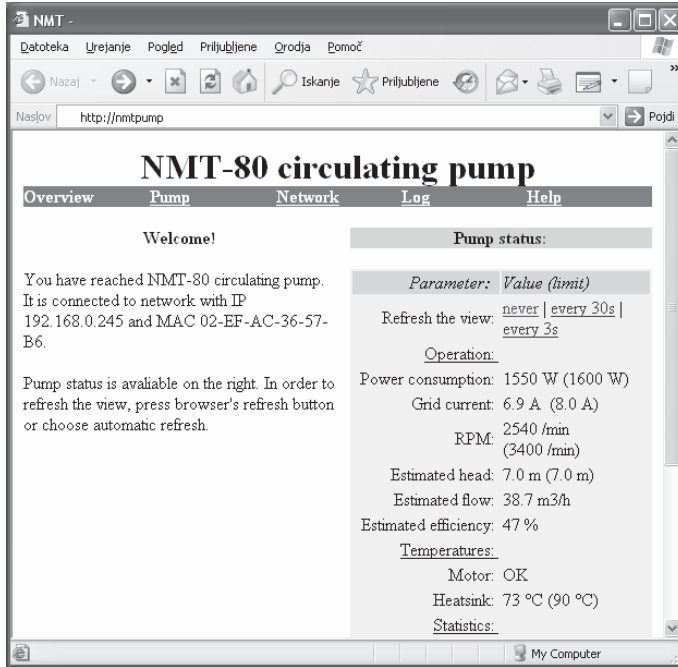 NMT -
Datoteka Urejanje Pogled Priljubljene Orodja Pomoč
Nazaj Iskanje Priljubljene
Naslov http://nmtpump Pojdi
NMT-80 circulating pump
Overview Pump Network Log Help
Welcome!
You have reached NMT-80 circulating pump.
It is connected to network with IP
192.168.0.245 and MAC 02-EF-AC-36-57-
B6.
Pump status is avaliable on the right. In order to
refresh the view, press browser's refresh button
or choose automatic refresh.
Pump status:
Parameter: Value (limit)
Refresh the view: never | every 30s |
every 3s
Operation:
Power consumption: 1550 W (1600 W)
Grid current: 6.9 A (8.0 A)
RPM: 2540 /min
(3400 /min)
Estimated head: 7.0 m (7.0 m)
Estimated flow: 38.7 m3/h
Estimated efficiency: 47 %
Temperatures:
Motor: OK
Heatsink: 73 ºC (90 ºC)
Statistics:
My Computer